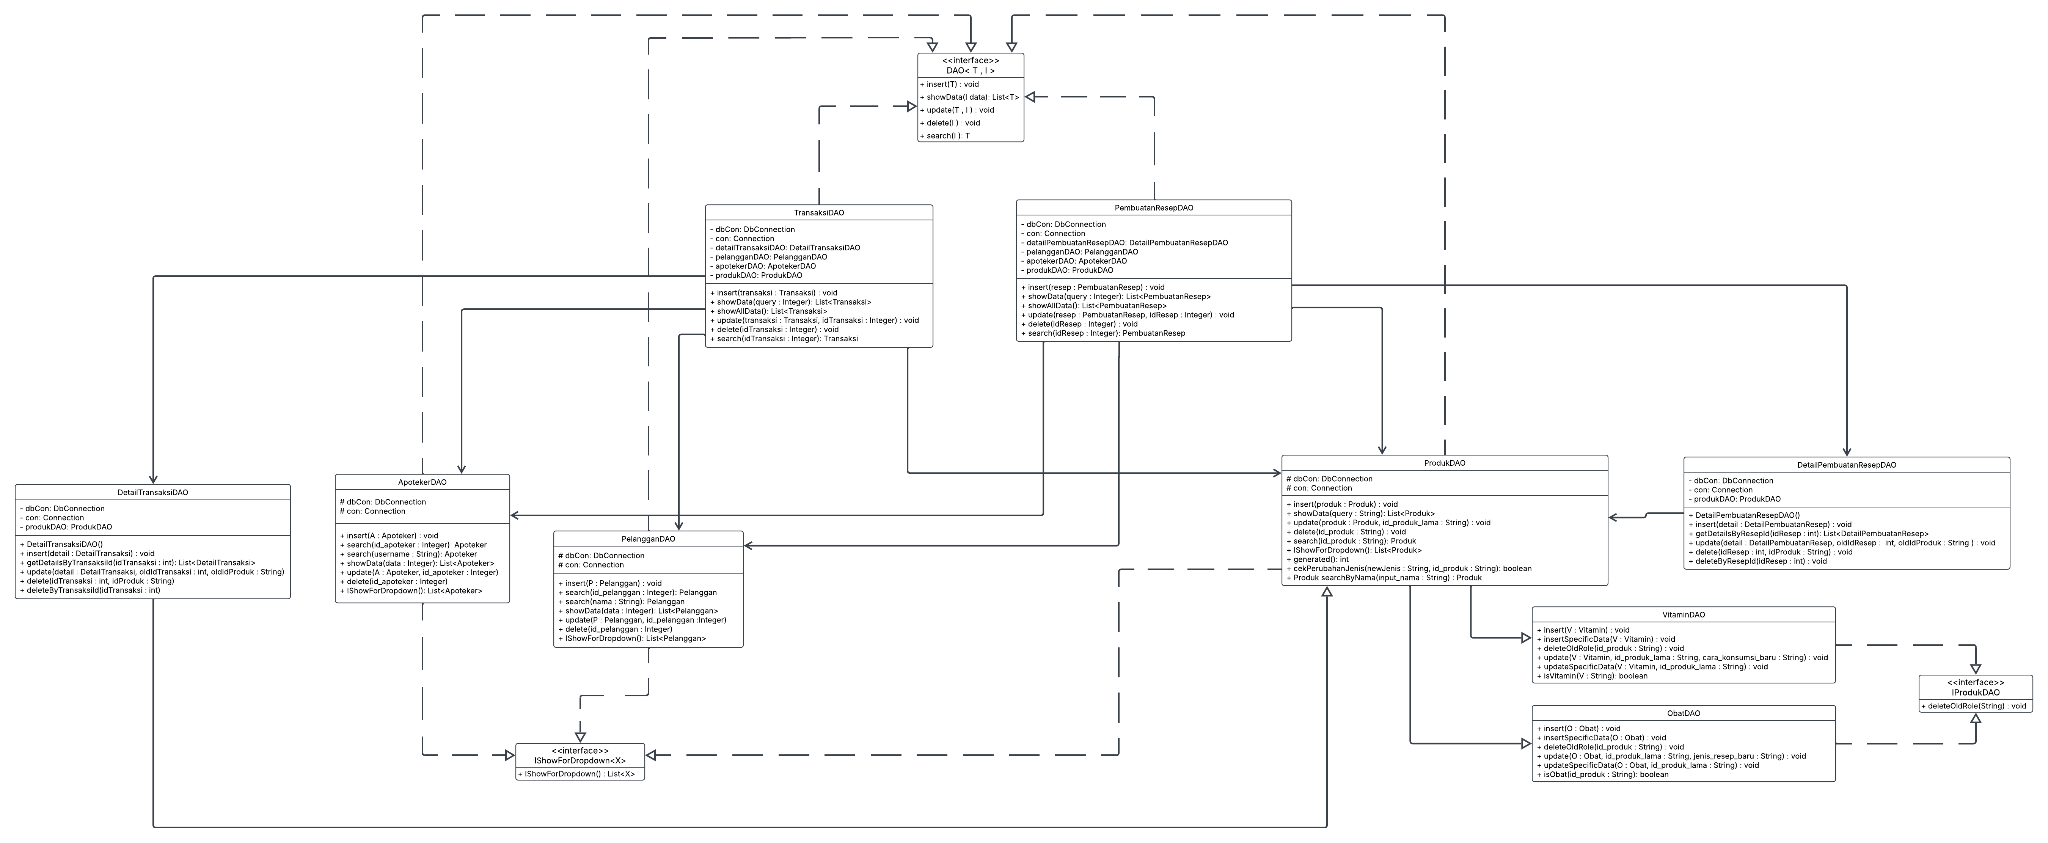 <<interface>>
DAO< T , I >
+ insert(T) : void
+ showData(I data): List<T>
+ update(T , I ) : void
+ delete(I ) : void
+ search(I ): T
TransaksiDAO
- dbCon: DbConnection
- con: Connection
- detailTransaksiDAO: DetailTransaksiDAO
- pelangganDAO: PelangganDAO
- apotekerDAO: ApotekerDAO
- produkDAO: ProdukDAO
+ insert(transaksi : Transaksi) : void
+ showData(query : Integer): List<Transaksi>
+ showAllData(): List<Transaksi>
+ update(transaksi : Transaksi, idTransaksi : Integer) : void
+ delete(idTransaksi : Integer) : void
+ search(idTransaksi : Integer): Transaksi
PembuatanResepDAO
- dbCon: DbConnection
- con: Connection
- detailPembuatanResepDAO: DetailPembuatanResepDAO
- pelangganDAO: PelangganDAO
- apotekerDAO: ApotekerDAO
- produkDAO: ProdukDAO
+ insert(resep : PembuatanResep) : void
+ showData(query : Integer): List<PembuatanResep>
+ showAllData(): List<PembuatanResep>
+ update(resep : PembuatanResep, idResep : Integer) : void
+ delete(idResep : Integer) : void
+ search(idResep : Integer): PembuatanResep
DetailTransaksiDAO
- dbCon: DbConnection
- con: Connection
- produkDAO: ProdukDAO
+ DetailTransaksiDAO()
+ insert(detail : DetailTransaksi) : void
+ getDetailsByTransaksiId(idTransaksi : int): List<DetailTransaksi>
+ update(detail : DetailTransaksi, oldIdTransaksi : int, oldIdProduk : String)
+ delete(idTransaksi : int, idProduk : String)
+ deleteByTransaksiId(idTransaksi : int)
ApotekerDAO
# dbCon: DbConnection
# con: Connection
+ insert(A : Apoteker) : void
+ search(id_apoteker : Integer): Apoteker
+ search(username : String): Apoteker
+ showData(data : Integer): List<Apoteker>
+ update(A : Apoteker, id_apoteker : Integer)
+ delete(id_apoteker : Integer)
+ IShowForDropdown(): List<Apoteker>
PelangganDAO
# dbCon: DbConnection
# con: Connection
+ insert(P : Pelanggan) : void
+ search(id_pelanggan : Integer): Pelanggan
+ search(nama : String): Pelanggan
+ showData(data : Integer): List<Pelanggan>
+ update(P : Pelanggan, id_pelanggan :Integer)
+ delete(id_pelanggan : Integer)
+ IShowForDropdown(): List<Pelanggan>
ProdukDAO
# dbCon: DbConnection
# con: Connection
+ insert(produk : Produk) : void
+ showData(query : String): List<Produk>
+ update(produk : Produk, id_produk_lama : String) : void
+ delete(id_produk : String) : void
+ search(id_produk : String): Produk
+ IShowForDropdown(): List<Produk>
+ generateId: int
+ cekPerubahanJenis(newJenis : String, id_produk : String): boolean
+ Produk searchByNama(input_nama : String) : Produk
DetailPembuatanResepDAO
- dbCon: DbConnection
- con: Connection
- produkDAO: ProdukDAO
+ DetailPembuatanResepDAO()
+ insert(detail : DetailPembuatanResep) : void
+ getDetailsByResepId(idResep : int): List<DetailPembuatanResep>
+ update(detail : DetailPembuatanResep, oldIdResep : int, oldIdProduk : String ) : void
+ delete(idResep : int, idProduk : String) : void
+ deleteByResepId(idResep : int) : void
VitaminDAO
+ insert(V : Vitamin) : void
+ insertSpecificData(V : Vitamin) : void
+ deleteOldRole(id_produk : String) : void
+ update(V : Vitamin, id_produk_lama : String, cara_konsumsi_baru : String) : void
+ updateSpecificData(V : Vitamin, id_produk_lama : String) : void
+ isVitamin(V : String): boolean
<<interface>>
IProdukDAO
+ deleteOldRole(String) : void
ObatDAO
+ insert(O : Obat) : void
+ insertSpecificData(O : Obat) : void
+ deleteOldRole(id_produk : String) : void
+ update(O : Obat, id_produk_lama : String, jenis_resep_baru : String) : void
+ updateSpecificData(O : Obat, id_produk_lama : String) : void
+ isObat(id_produk : String): boolean
<<interface>>
IShowForDropdown<X>
+ IShowForDropdown() : List<X>